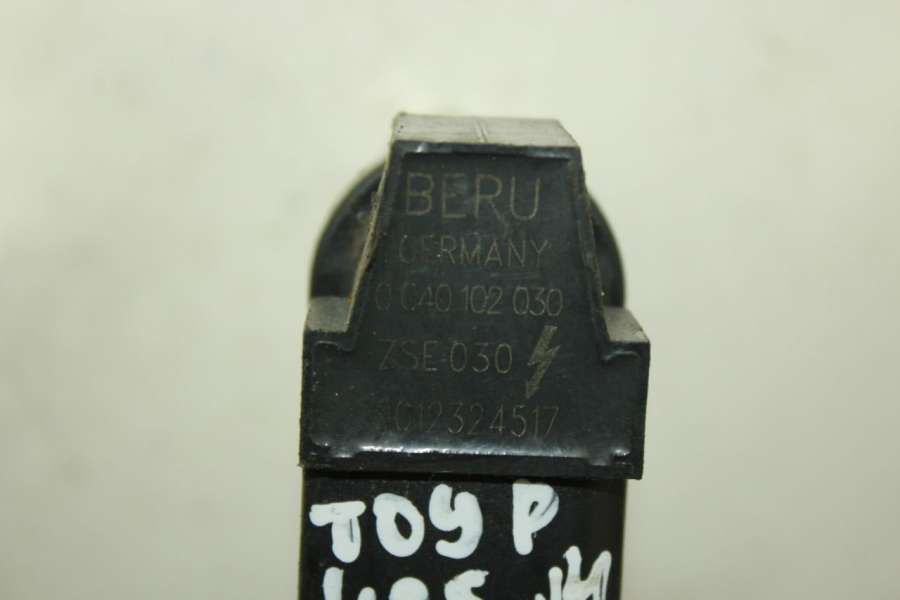 BERU
GERMANY
0 040 102 030
ZSE 030
1012324517
TOY P